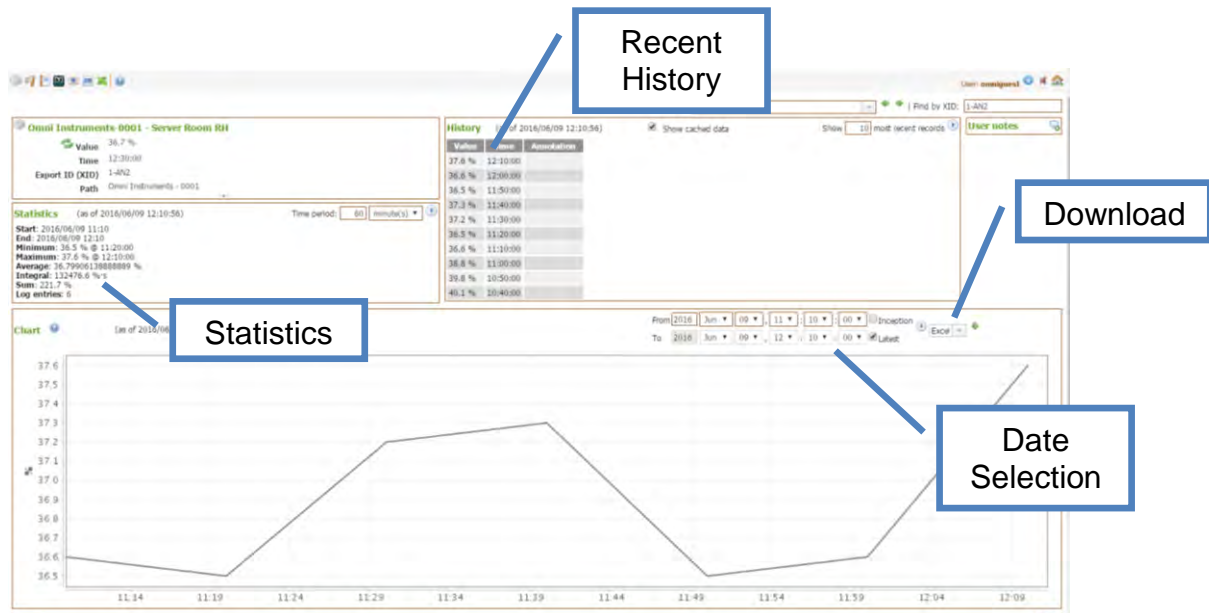 Recent
History
User: omniguest
Find by XID: 1-AN2
Omni Instruments-0001 - Server Room RH
Value 36.7 %
Time 12:30:00
Export ID (XID) 1-AN2
Path Omni Instruments - 0001
History (as of 2016/06/09 12:10:56) Show cached data Show 10 most recent records
User notes
Value Annotation
37.6 % 12:10:00
36.6 % 12:00:00
36.5 % 11:50:00
37.3 % 11:40:00
37.2 % 11:30:00
36.5 % 11:20:00
36.6 % 11:10:00
38.8 % 11:00:00
39.8 % 10:50:00
40.1 % 10:40:00
Download
Statistics (as of 2016/06/09 12:10:56) Time period: 60 minute(s)
Start: 2016/06/09 11:10
End: 2016/06/09 12:10
Minimum: 36.5 % @ 11:20:00
Maximum: 37.6 % @ 12:10:00
Average: 36.79906138888889 %
Integral: 132476.6 %·s
Sum: 221.7 %
Log entries: 6
Statistics
Chart (as of 2016/06
From 2016 Jun 09 , 11 : 10 : 00 Inception
To 2016 Jun 09 , 12 : 10 : 00 Latest
Excel
Date
Selection
37.6
37.5
37.4
37.3
37.2
37.1
37.0
36.9
36.8
36.7
36.6
36.5
%
11:14 11:19 11:24 11:29 11:34 11:39 11:44 11:49 11:54 11:59 12:04 12:09